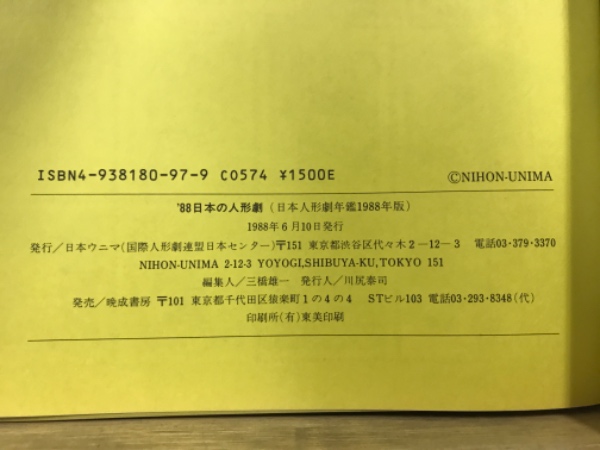 ISBN4-938180-97-9 C0574 ¥1500E
©NIHON-UNIMA
'88日本の人形劇（日本人形劇年鑑1988年版）
1988年6月10日発行
発行／日本ウニマ（国際人形劇連盟日本センター）〒151 東京都渋谷区代々木2-12-3 電話03・379・3370
NIHON-UNIMA 2-12-3 YOYOGI,SHIBUYA-KU,TOKYO 151
編集人／三橋雄一 発行人／川尻泰司
発売／晩成書房 〒101 東京都千代田区猿楽町1の4の4 STビル103 電話03・293・8348（代）
印刷所（有）東美印刷